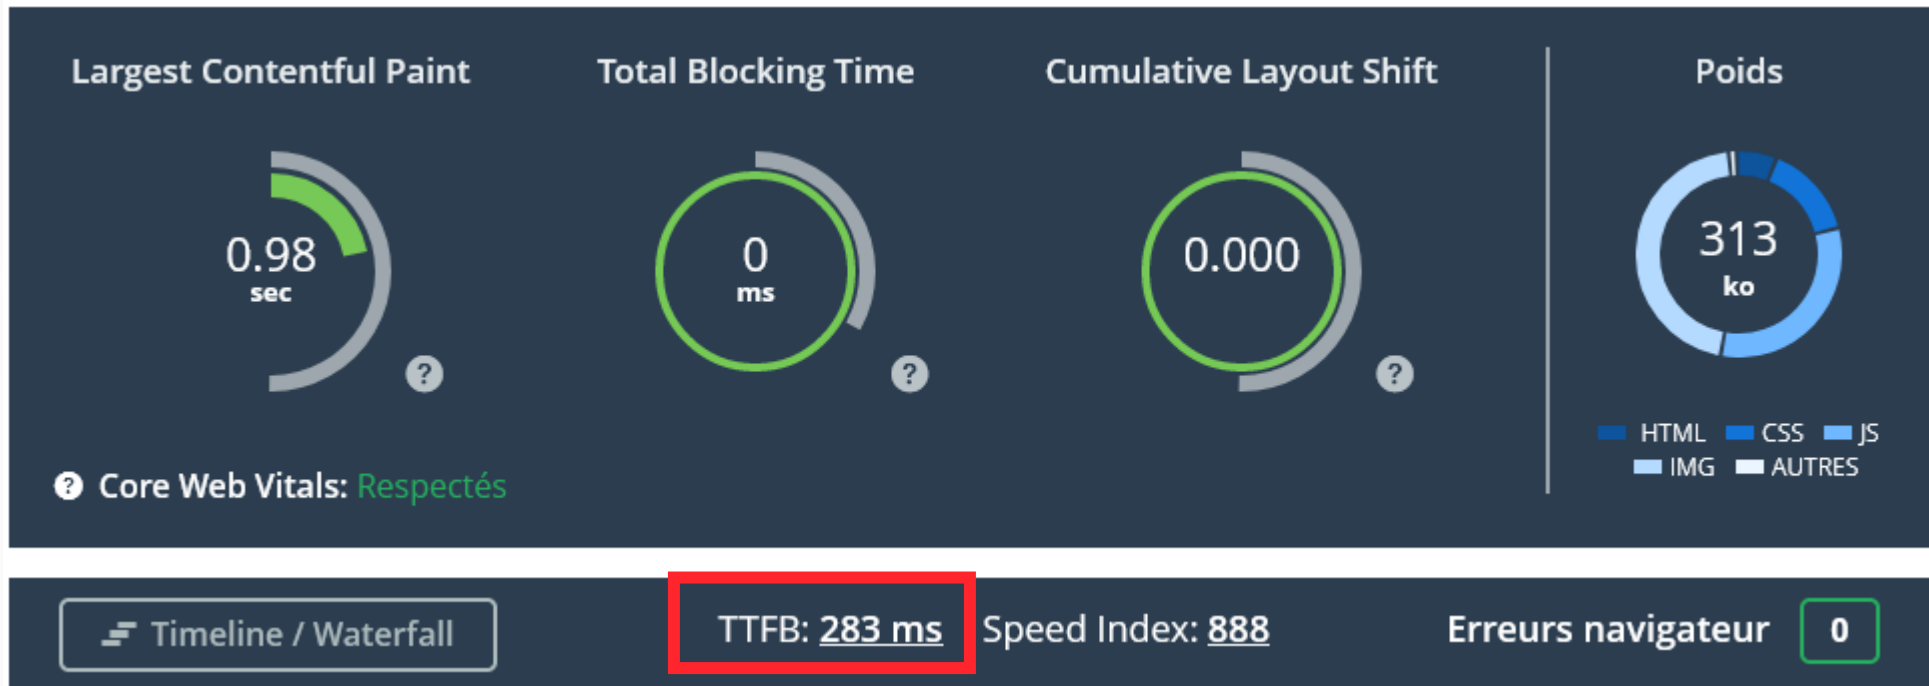 Largest Contentful Paint
Total Blocking Time
Cumulative Layout Shift
Poids
0.98
sec
?
0
ms
?
0.000
?
313
ko
HTML CSS JS
IMG AUTRES
? Core Web Vitals: Respectés
Timeline / Waterfall
TTFB: 283 ms
Speed Index: 888
Erreurs navigateur 0